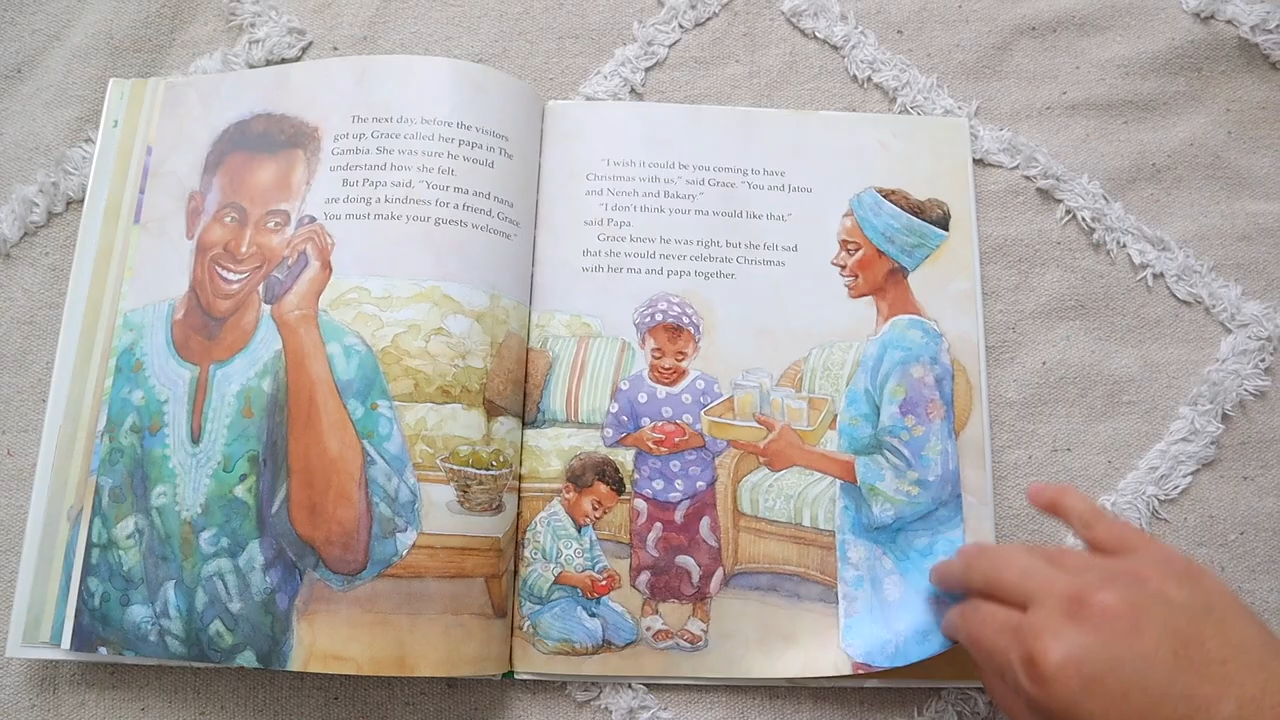 The next day, before the visitors
got up, Grace called her papa in The
Gambia. She was sure he would
understand how she felt.
But Papa said, "Your ma and nana
are doing a kindness for a friend, Grace.
You must make your guests welcome."
"I wish it could be you coming to have
Christmas with us," said Grace. "You and Jatou
and Neneh and Bakary."
"I don't think your ma would like that,"
said Papa.
Grace knew he was right, but she felt sad
that she would never celebrate Christmas
with her ma and papa together.